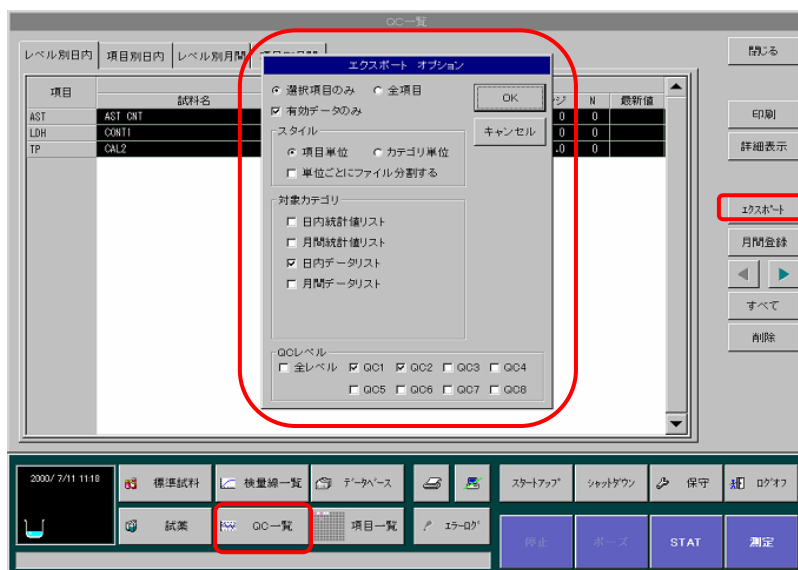 QC一覧
閉じる
レベル別日内 項目別日内 レベル別月間
エクスポート オプション
選択項目のみ 全項目
OK
有効データのみ
キャンセル
スタイル
項目単位 カテゴリ単位
単位ごとにファイル分割する
対象カテゴリ
日内統計値リスト
月間統計値リスト
日内データリスト
月間データリスト
QCレベル
全レベル QC1 QC2 QC3 QC4
QC5 QC6 QC7 QC8
項目 試料名 ジ N 最新値
AST AST CNT 0 0
LDH CONT1 0 0
TP CAL2 .0 0
印刷
詳細表示
エクスポート
月間登録
すべて
削除
2000/ 7/11 11:18
標準試料 検量線一覧 データベース スタートアップ シャットダウン 保守 ログオフ
試薬 QC一覧 項目一覧 エラーログ 停止 ポーズ STAT 測定